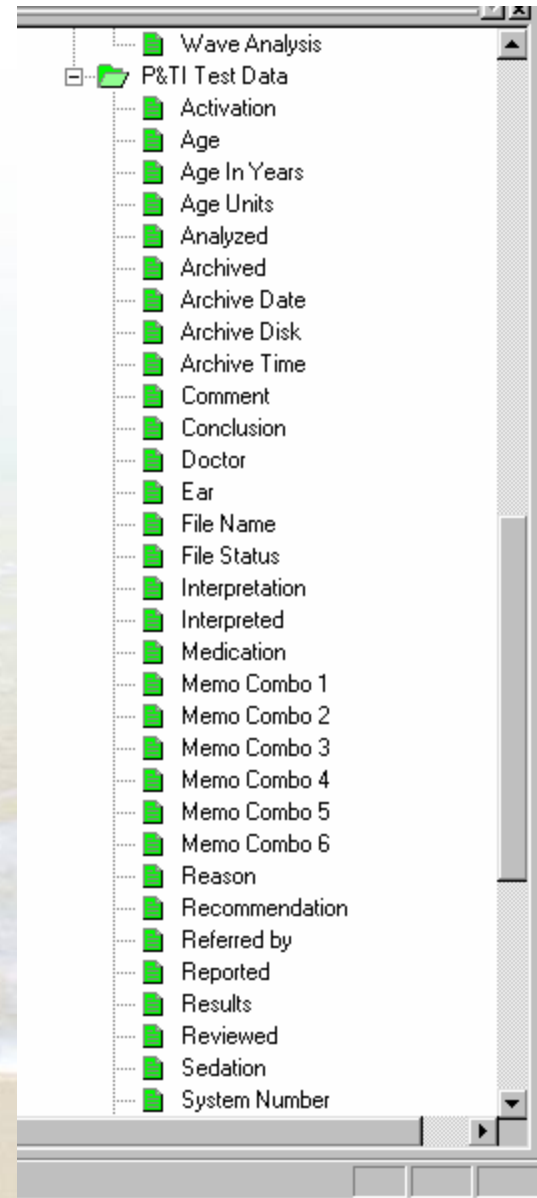 Wave Analysis
P&TI Test Data
Activation
Age
Age In Years
Age Units
Analyzed
Archived
Archive Date
Archive Disk
Archive Time
Comment
Conclusion
Doctor
Ear
File Name
File Status
Interpretation
Interpreted
Medication
Memo Combo 1
Memo Combo 2
Memo Combo 3
Memo Combo 4
Memo Combo 5
Memo Combo 6
Reason
Recommendation
Referred by
Reported
Results
Reviewed
Sedation
System Number